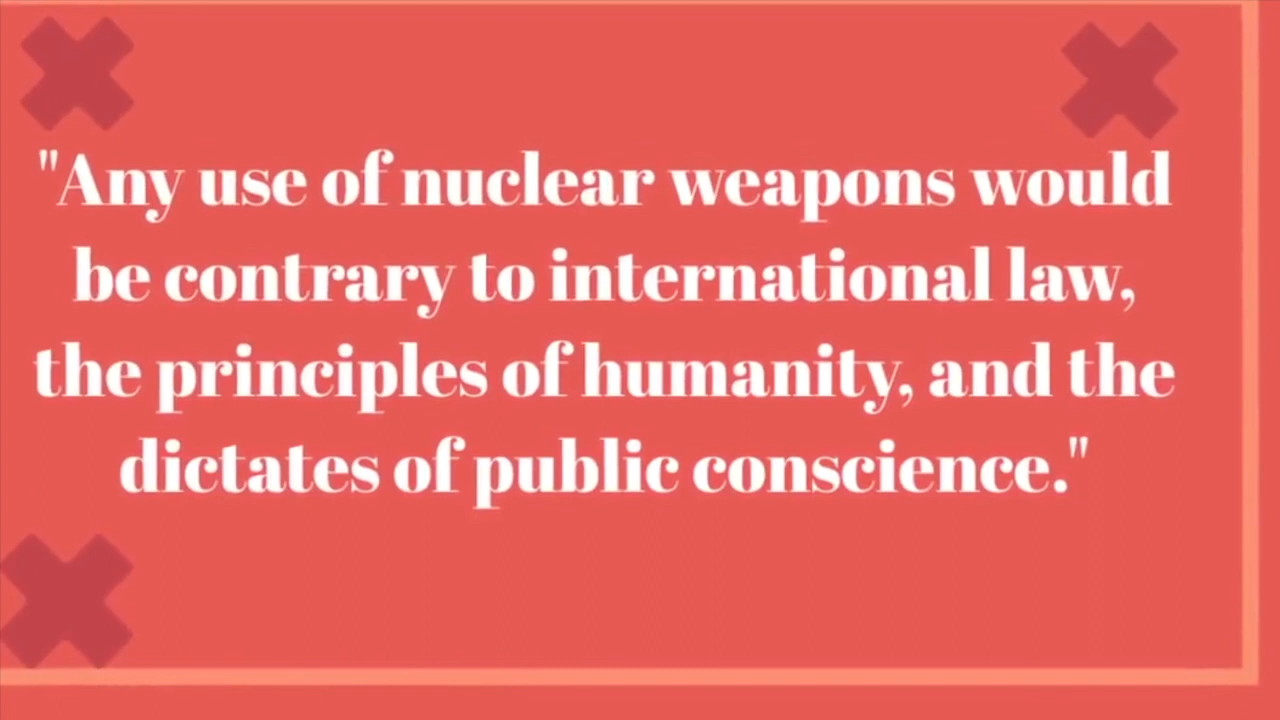 "Any use of nuclear weapons would
be contrary to international law,
the principles of humanity, and the
dictates of public conscience."